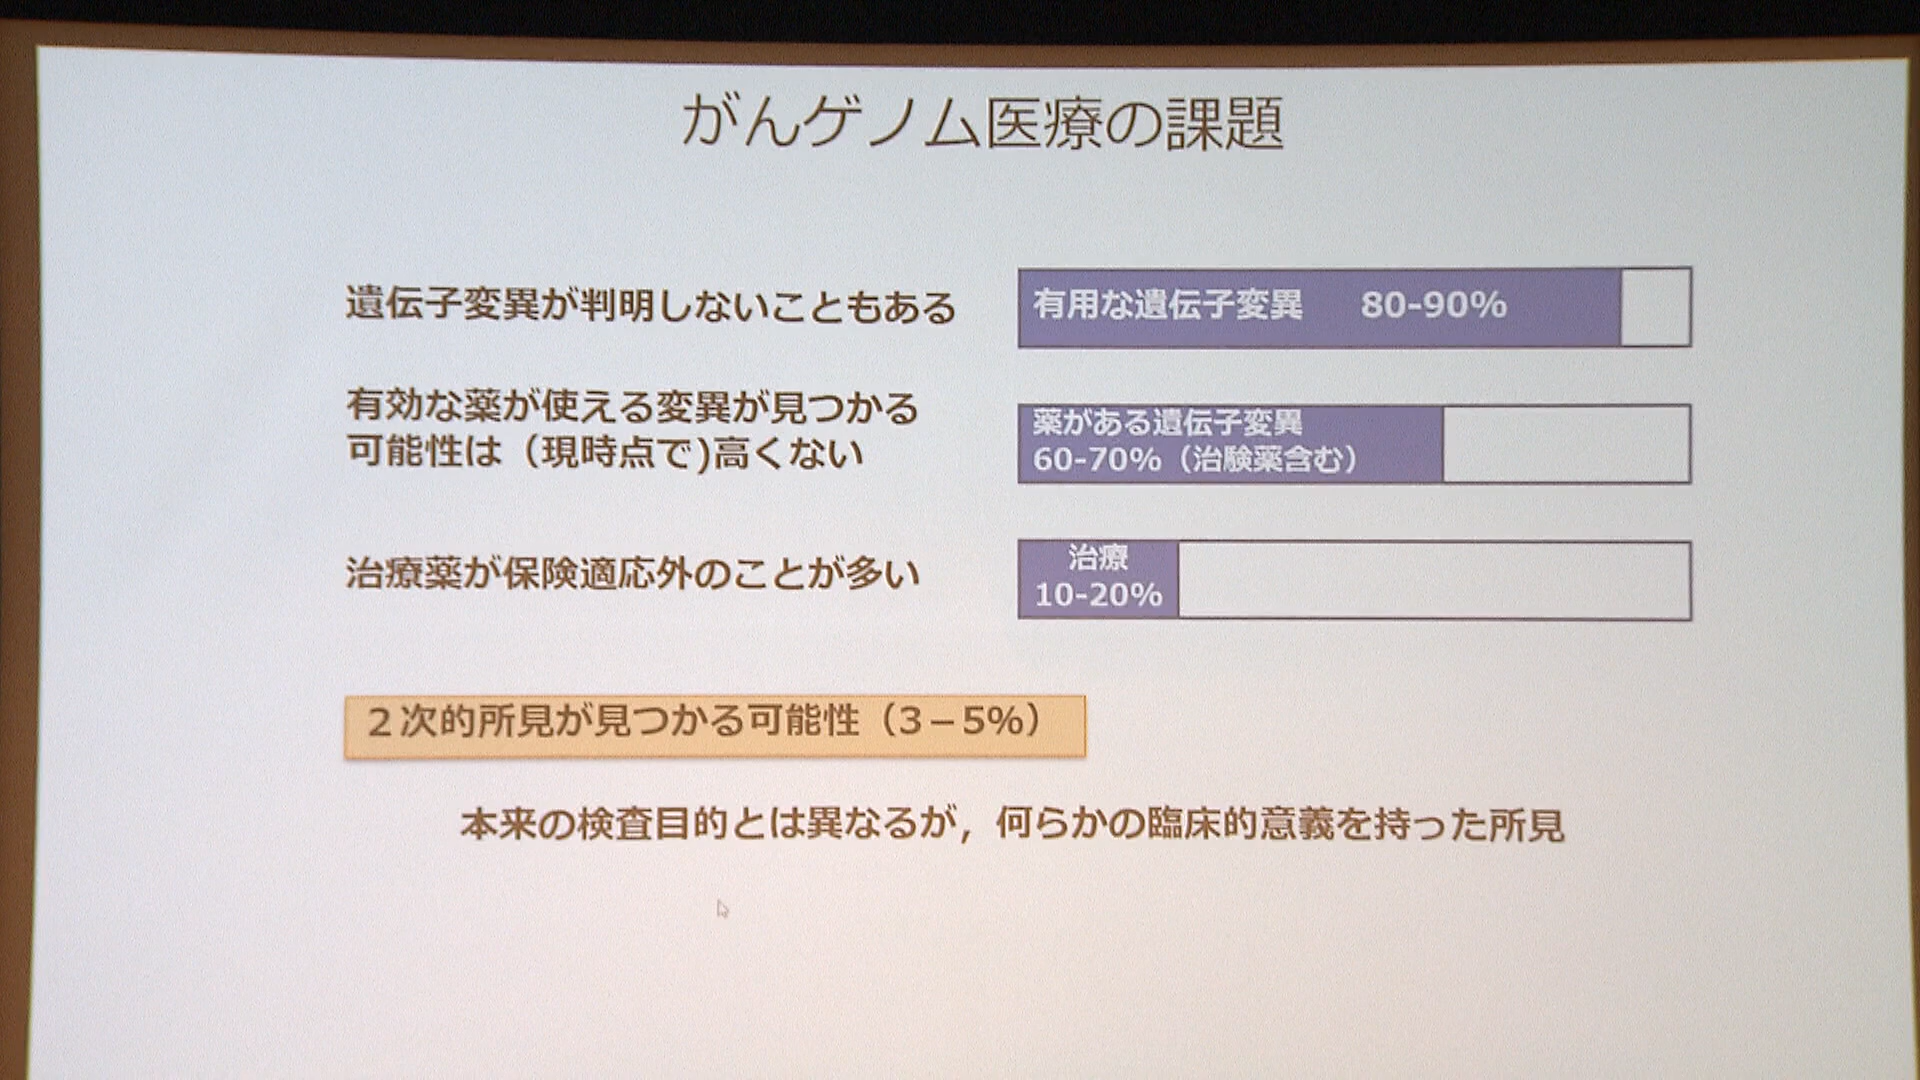 がんゲノム医療の課題
遺伝子変異が判明しないこともある
有用な遺伝子変異 80-90%
有効な薬が使える変異が見つかる
可能性は（現時点で)高くない
薬がある遺伝子変異
60-70%（治験薬含む）
治療薬が保険適応外のことが多い
治療
10-20%
２次的所見が見つかる可能性（3－5%）
本来の検査目的とは異なるが，何らかの臨床的意義を持った所見